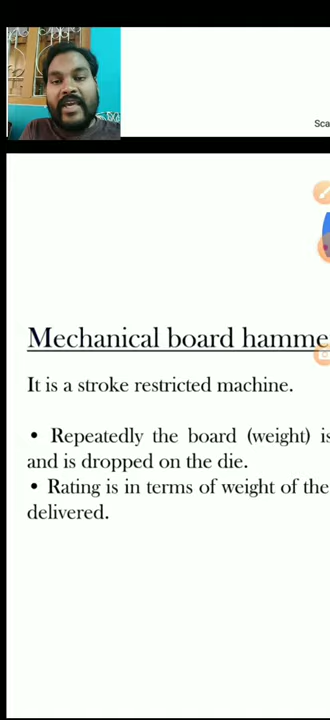 Sca
Mechanical board hamme
It is a stroke restricted machine.
• Repeatedly the board (weight) is
and is dropped on the die.
• Rating is in terms of weight of the
delivered.